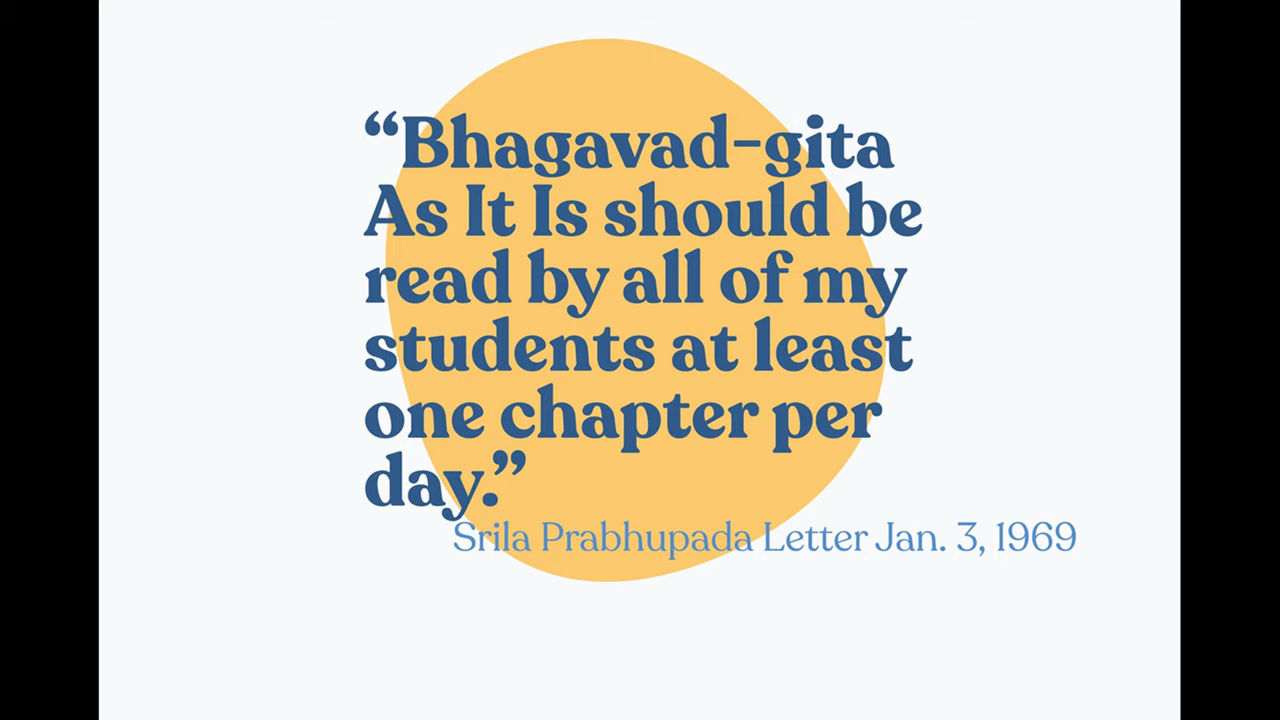 “Bhagavad-gita
As It Is should be
read by all of my
students at least
one chapter per
day.”
Srila Prabhupada Letter Jan. 3, 1969